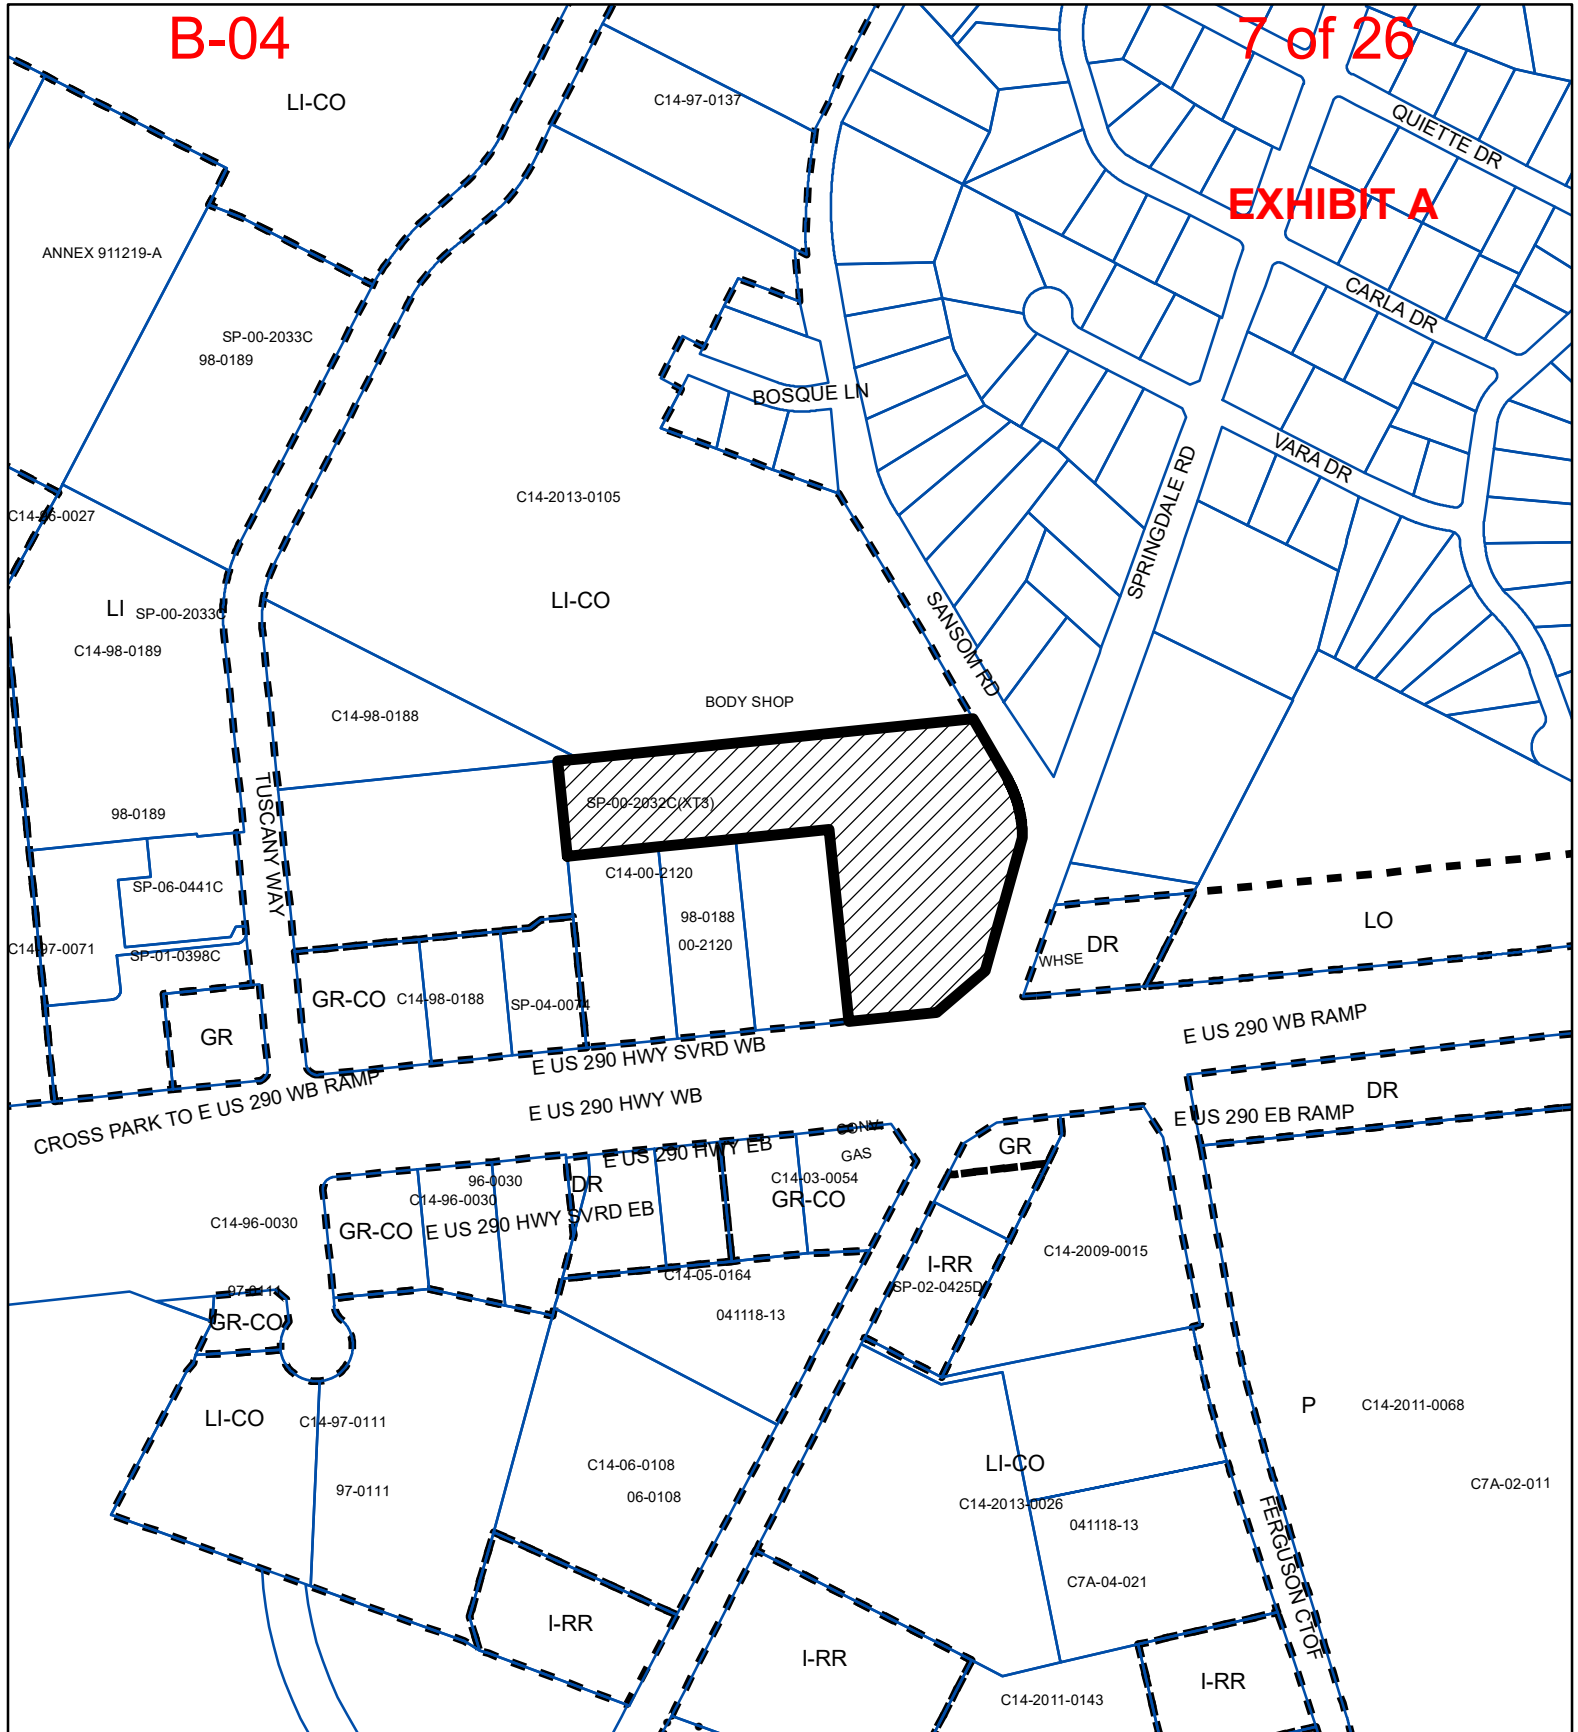 B-04
7 of 26
LI-CO
C14-97-0137
QUIETTE DR
EXHIBIT A
ANNEX 911219-A
CARLA DR
SP-00-2033C
98-0189
BOSQUE LN
VARA DR
C14-2013-0105
SPRINGDALE RD
LI-CO
SANSOM RD
LI
SP-00-2033C
C14-98-0189
BODY SHOP
C14-98-0188
TUSCANY WAY
SP-00-2032C(XT3)
98-0189
C14-00-2120
SP-06-0441C
98-0188
LO
00-2120
DR
C14-97-0071
SP-01-0398C
WHSE
GR-CO
C14-98-0188
SP-04-0074
GR
E US 290 WB RAMP
E US 290 HWY SVRD WB
CROSS PARK TO E US 290 WB RAMP
E US 290 HWY WB
DR
E US 290 EB RAMP
CONV
GAS
GR
E US 290 HWY EB
C14-03-0054
96-0030
DR
C14-96-0030
GR-CO
E US 290 HWY SVRD EB
C14-96-0030
GR-CO
C14-2009-0015
I-RR
C14-05-0164
SP-02-0425D
97-0111
041118-13
GR-CO
LI-CO
C14-97-0111
P
C14-2011-0068
C14-06-0108
LI-CO
97-0111
06-0108
C7A-02-011
C14-2013-0026
041118-13
FERGUSON CTOF
C7A-04-021
I-RR
I-RR
I-RR
C14-2011-0143